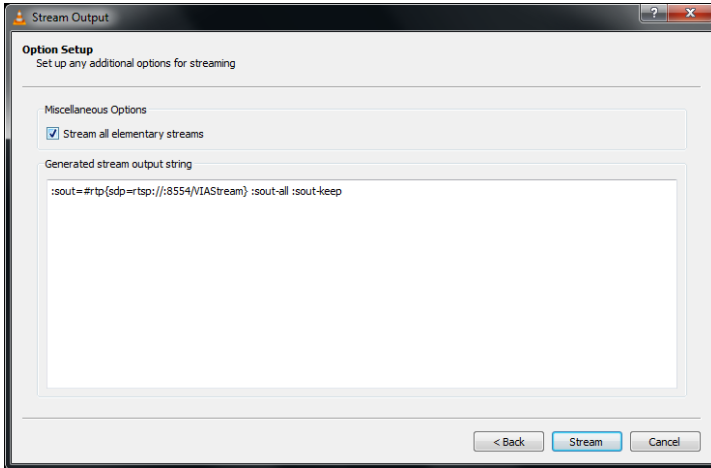 Stream Output
?
x
Option Setup
Set up any additional options for streaming
Miscellaneous Options
Stream all elementary streams
Generated stream output string
:sout=#rtp{sdp=rtsp://:8554/VIAStream} :sout-all :sout-keep
< Back
Stream
Cancel